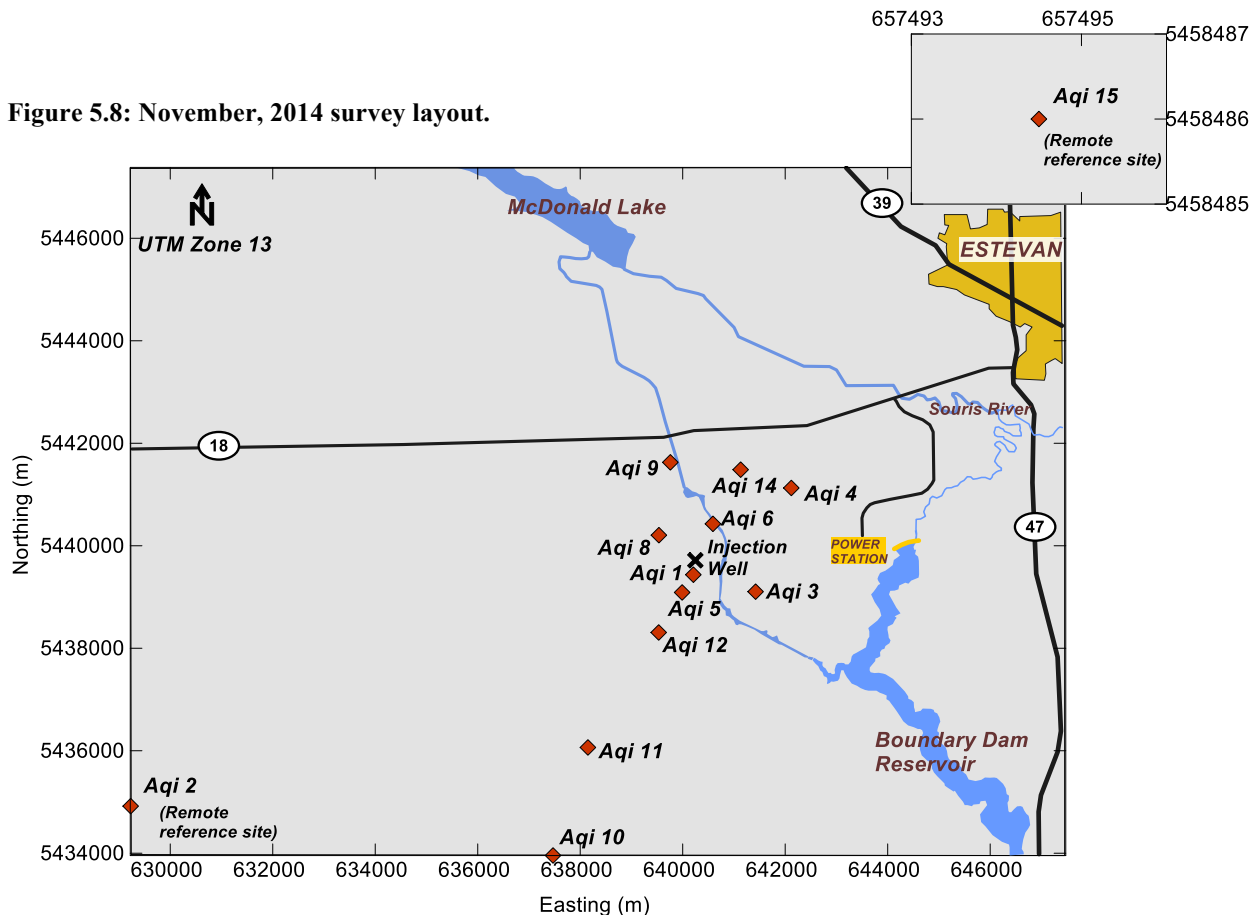 657493
657495
5458487
Aqi 15
5458486
(Remote
reference site)
5458485
Figure 5.8: November, 2014 survey layout.
N
UTM Zone 13
McDonald Lake
39
ESTEVAN
5446000
5444000
5442000
5440000
5438000
5436000
5434000
Northing (m)
18
Souris River
Aqi 9
Aqi 14
Aqi 4
Aqi 6
47
Aqi 8
Injection
Well
POWER
STATION
Aqi 1
Aqi 3
Aqi 5
Aqi 12
Aqi 11
Boundary Dam
Reservoir
Aqi 2
(Remote
reference site)
Aqi 10
630000
632000
634000
636000
638000
640000
642000
644000
646000
Easting (m)